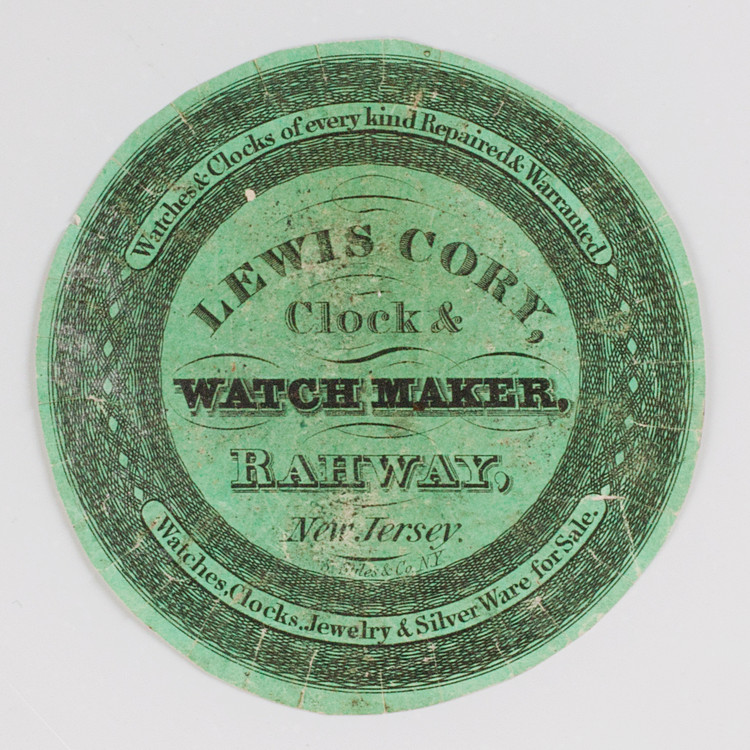 Watches & Clocks of every kind Repaired & Warranted.
LEWIS CORY,
Clock &
WATCH MAKER,
RAHWAY,
New Jersey.
& Co. N.Y
Watches, Clocks, Jewelry & Silver Ware for Sale.